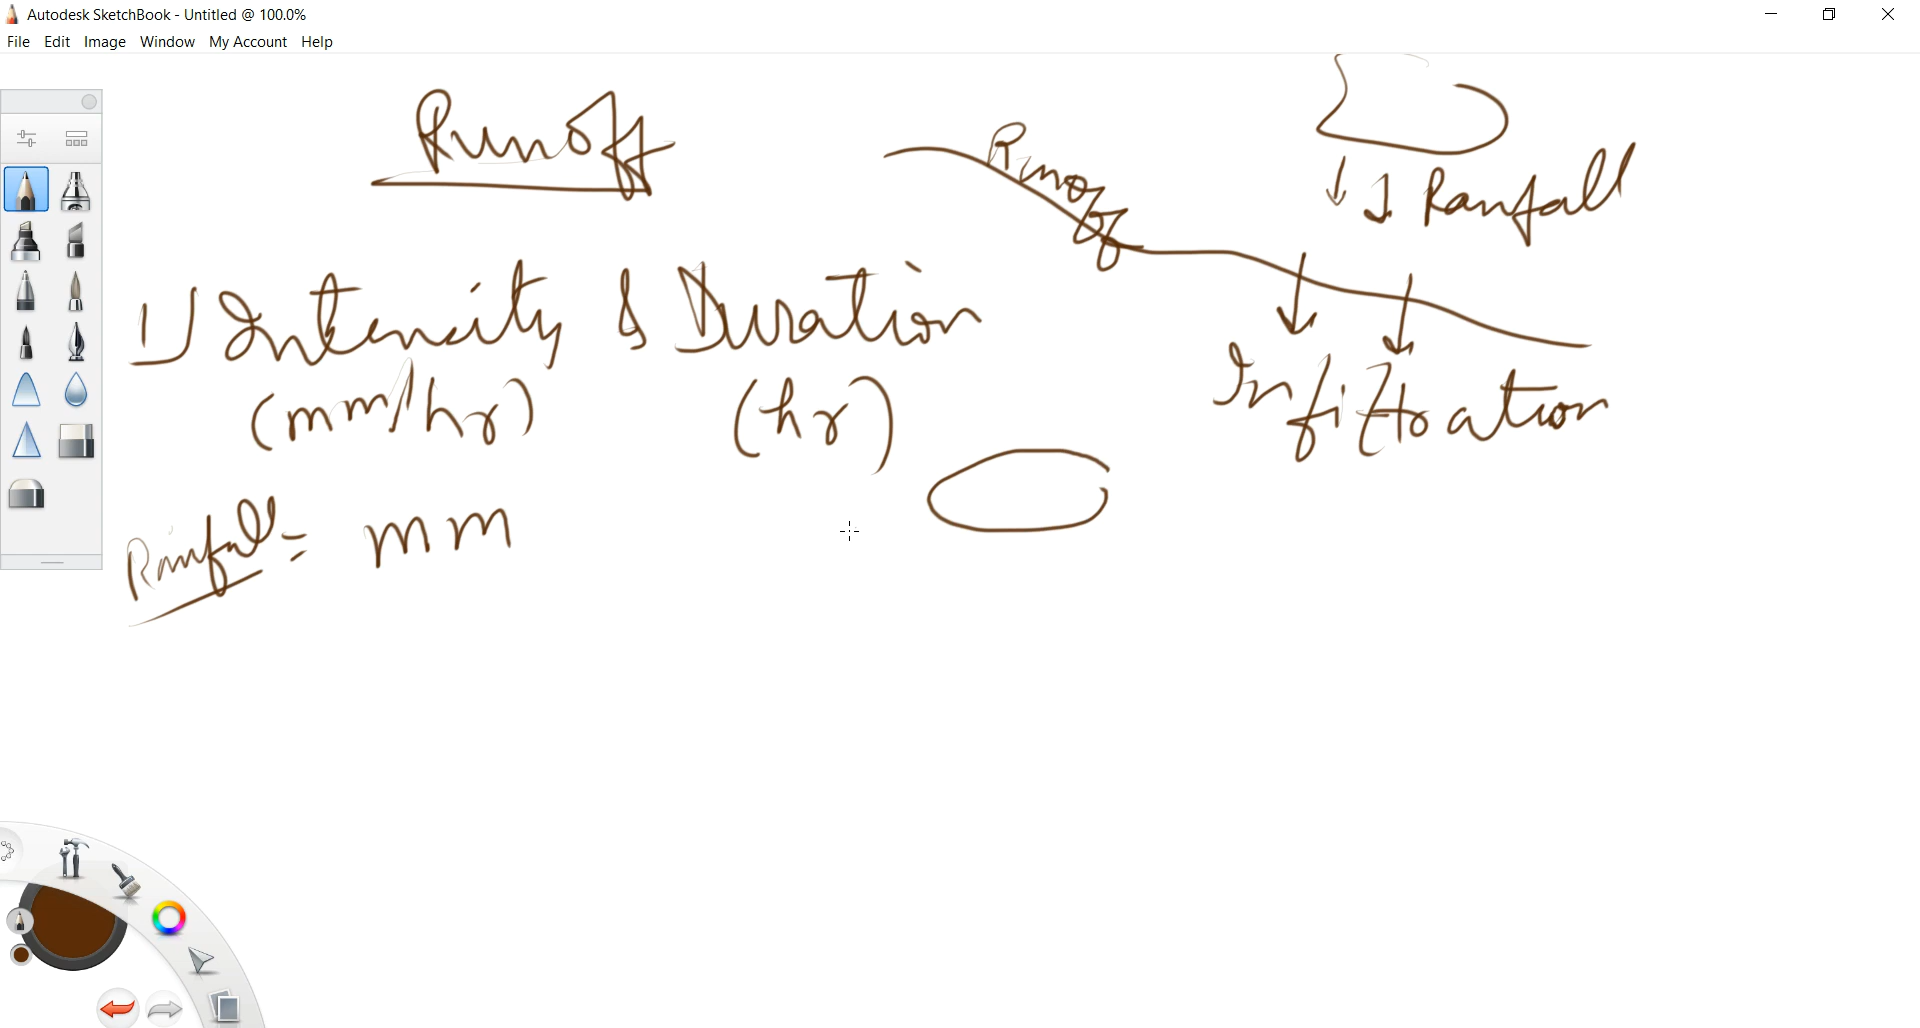 Autodesk SketchBook - Untitled @ 100.0%
File Edit Image Window My Account Help
Runoff
Runoff
↓ ↓ Ranfall
1) Intensity & Duration
(mm/hr) (hr)
Infiltration
Rainfall = mm